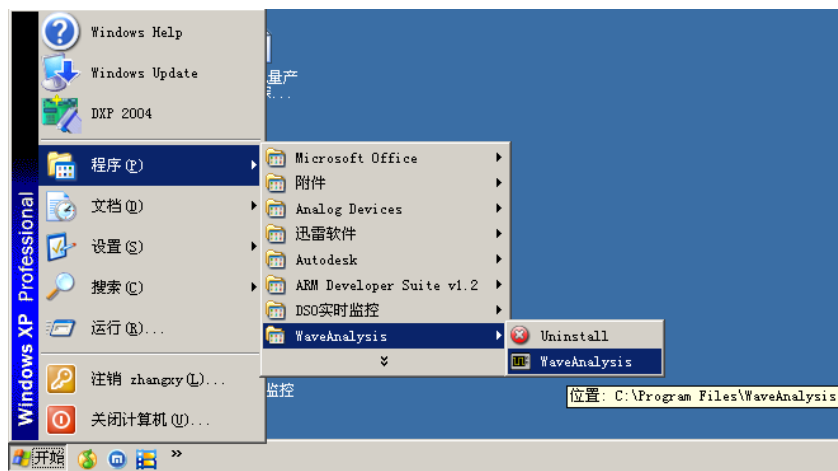 Windows Help
Windows Update
DXP 2004
程序(P)
文档(D)
设置(S)
搜索(C)
运行(R)...
注销 zhangxy(L)...
关闭计算机(U)...
Windows XP Professional
开始
»
量产
...
Microsoft Office
附件
Analog Devices
迅雷软件
Autodesk
ARM Developer Suite v1.2
DSO实时监控
WaveAnalysis
监控
Uninstall
WaveAnalysis
位置: C:\Program Files\WaveAnalysis